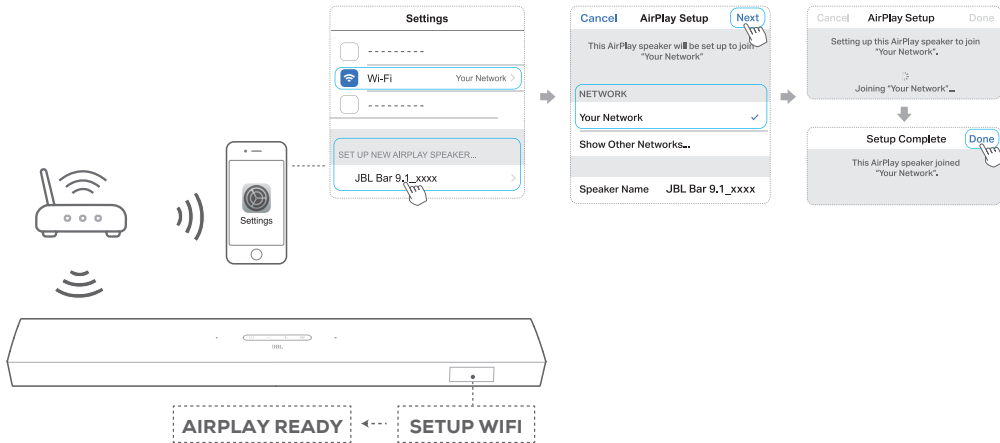 Settings
Wi-Fi
Your Network
SET UP NEW AIRPLAY SPEAKER...
JBL Bar 9.1_xxxx
Cancel AirPlay Setup Next
This AirPlay speaker will be set up to join
"Your Network"
NETWORK
Your Network
Show Other Networks...
Speaker Name JBL Bar 9.1_xxxx
Cancel AirPlay Setup Done
Setting up this AirPlay speaker to join
"Your Network".
Joining "Your Network"...
Setup Complete Done
This AirPlay speaker joined
"Your Network".
Settings
JBL
AIRPLAY READY
SETUP WIFI